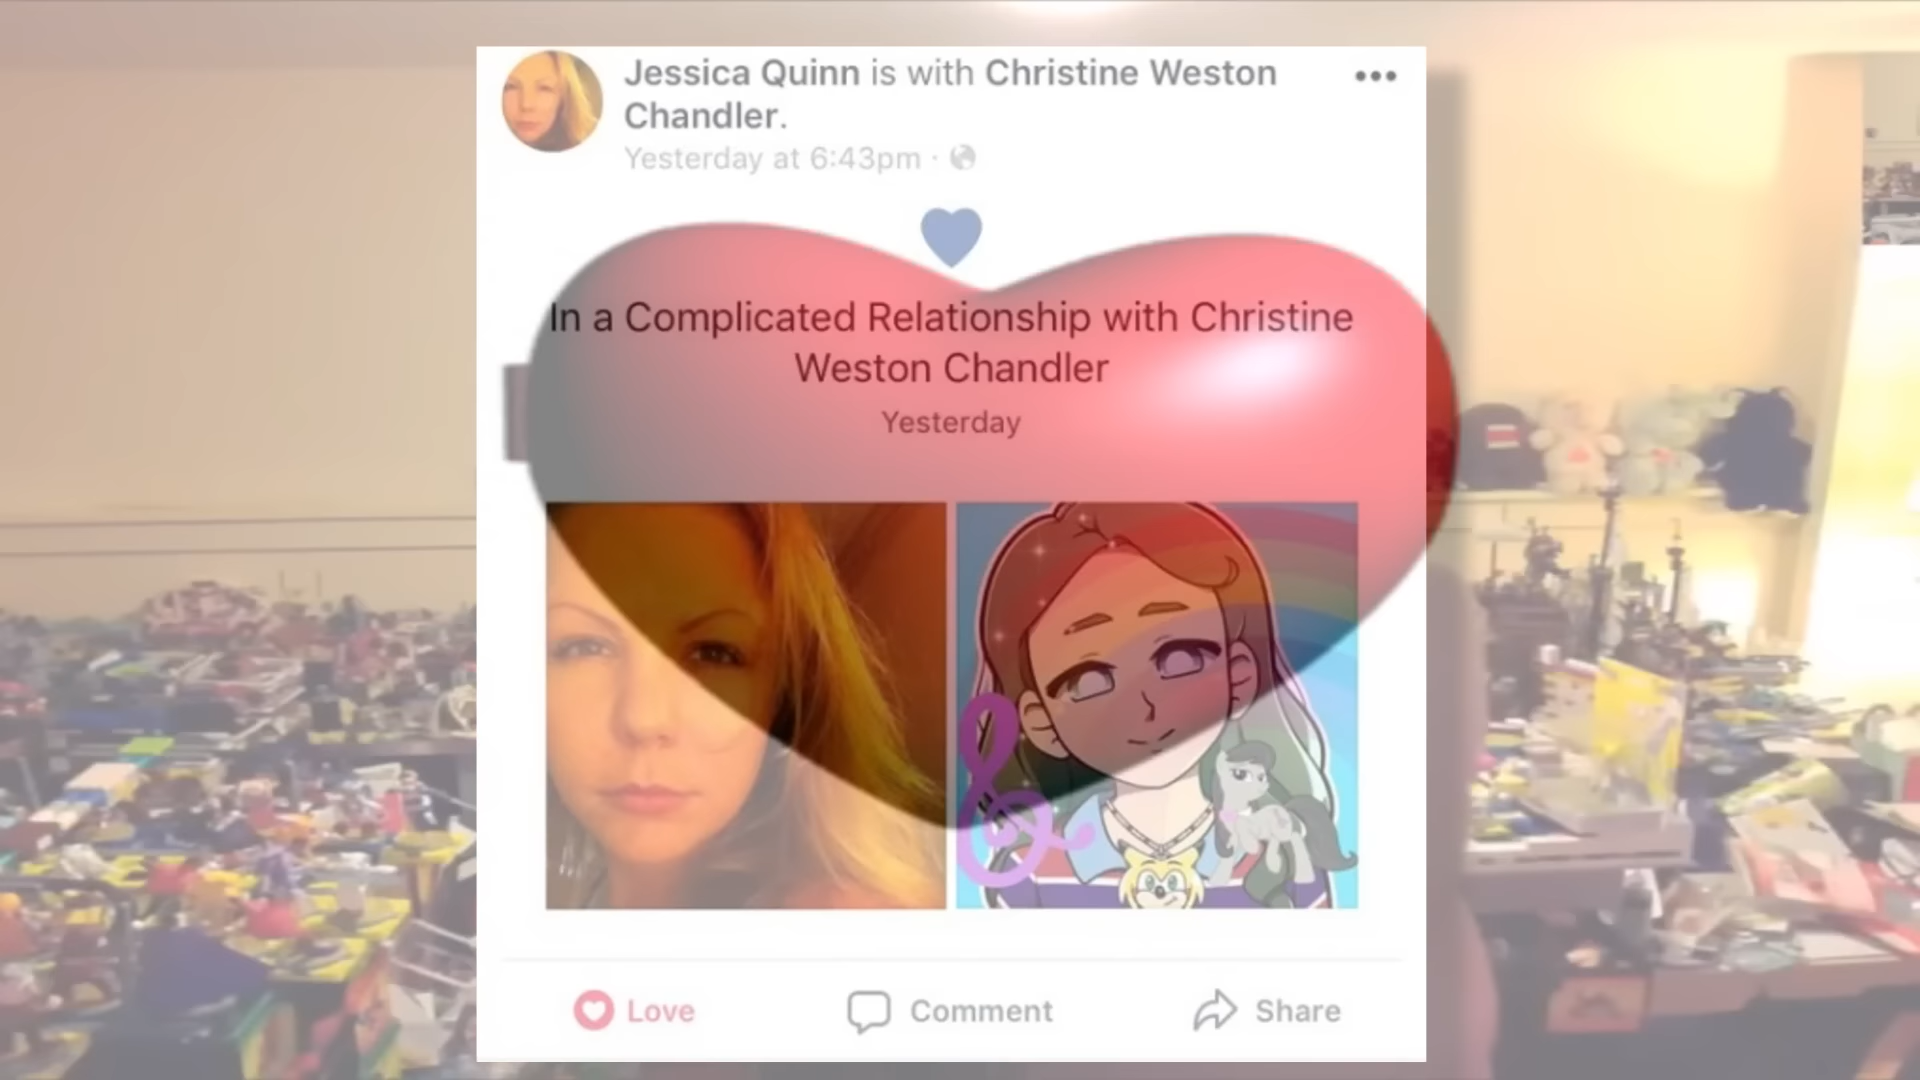 Jessica Quinn is with Christine Weston
Chandler.
Yesterday at 6:43pm ·
In a Complicated Relationship with Christine
Weston Chandler
Yesterday
Love
Comment
Share